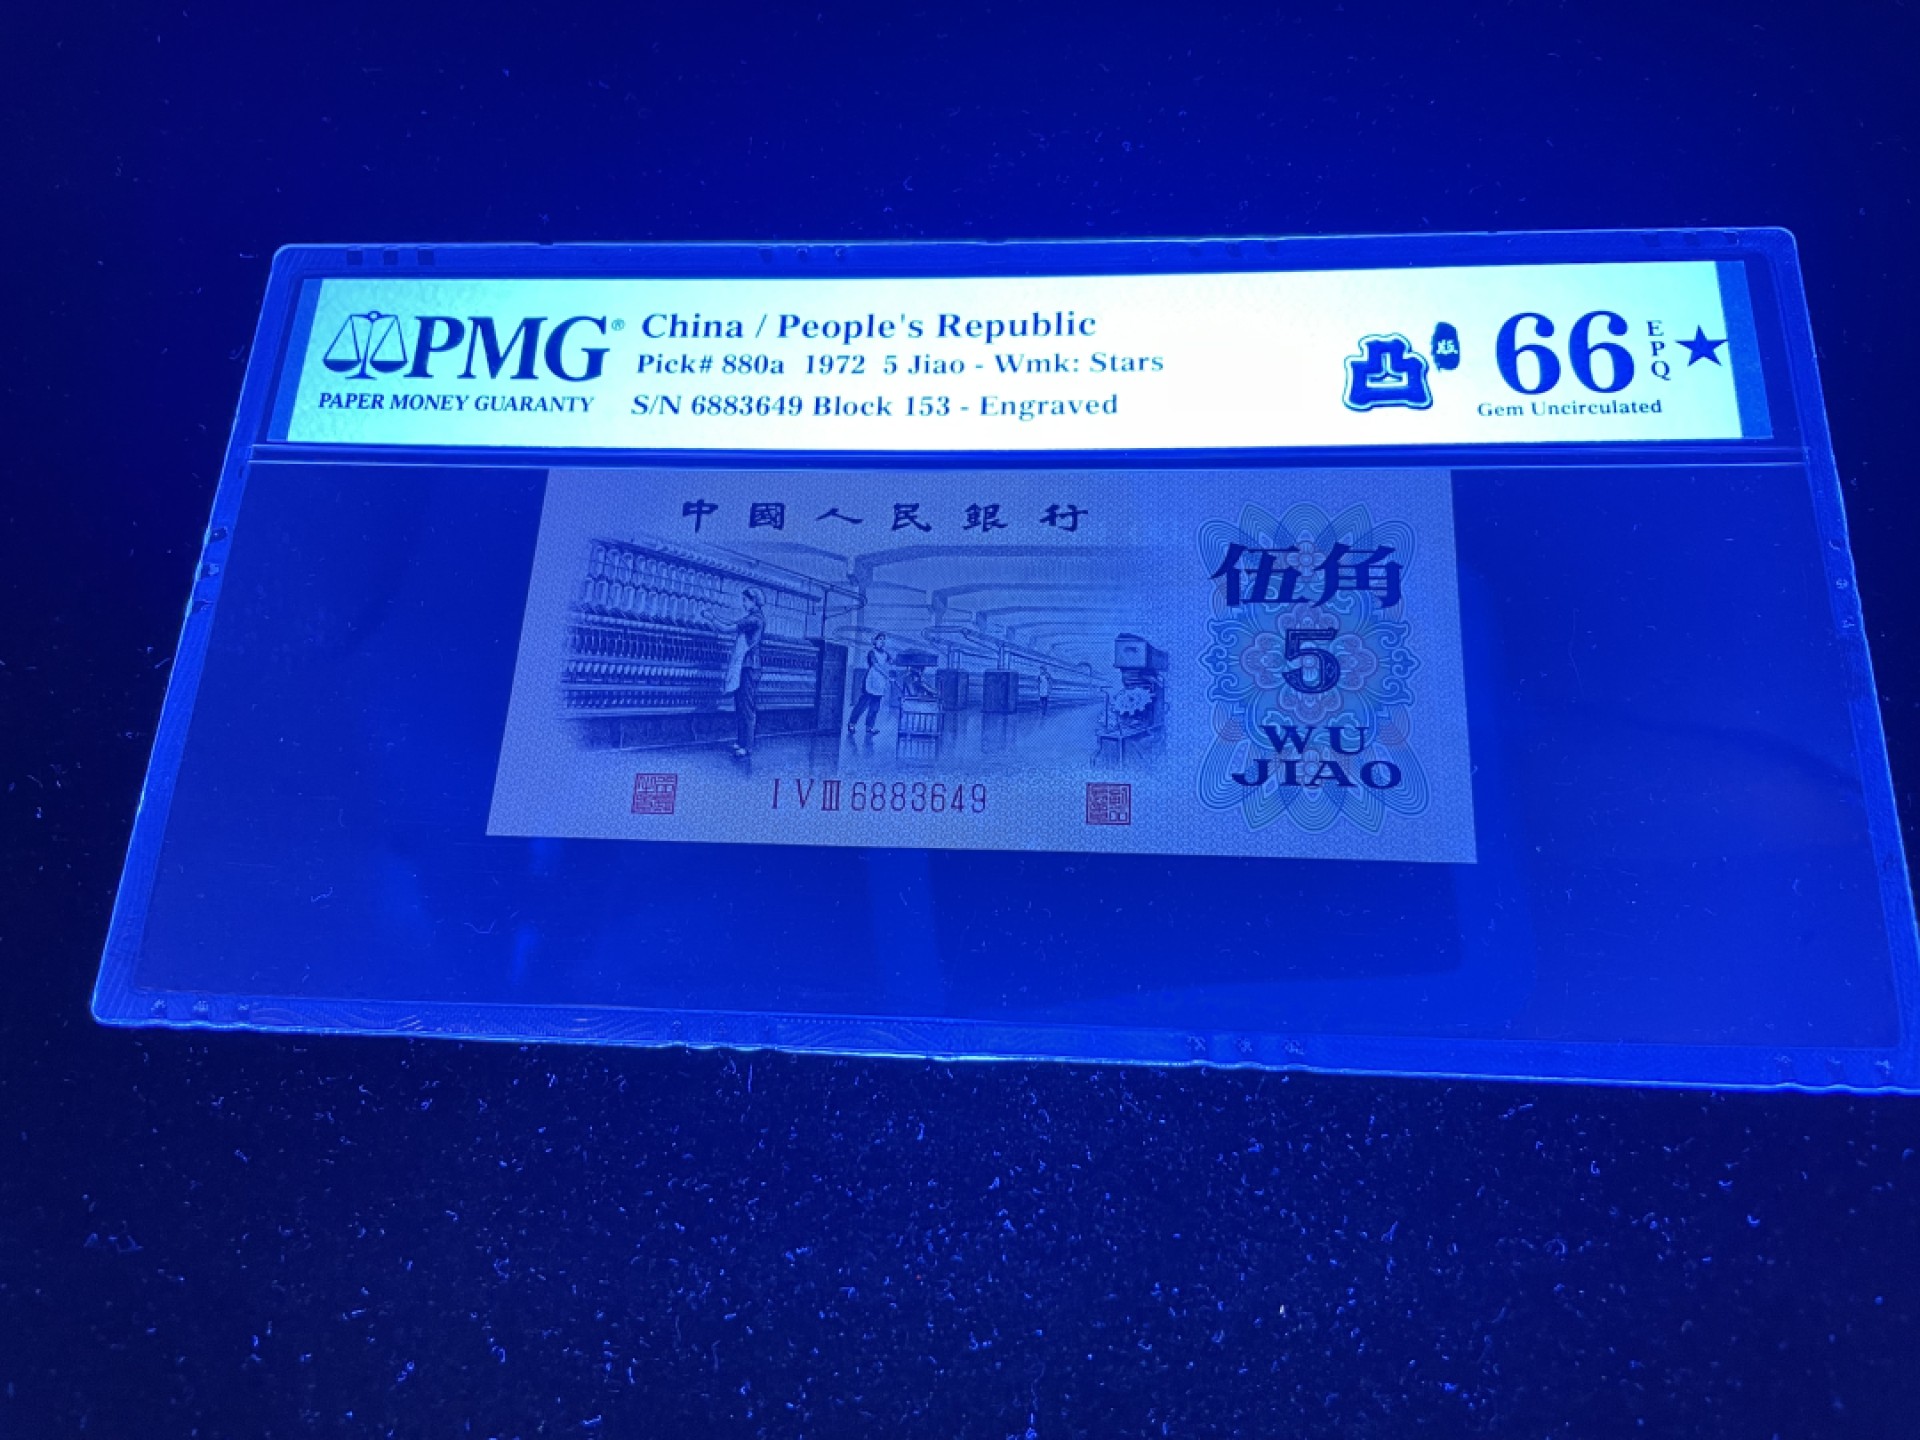 PMG®
PAPER MONEY GUARANTY
China / People's Republic
Pick# 880a 1972 5 Jiao - Wmk: Stars
S/N 6883649 Block 153 - Engraved
凸版
66 EPQ ★
Gem Uncirculated
中國人民銀行
伍角
5
WU
JIAO
I V III 6883649